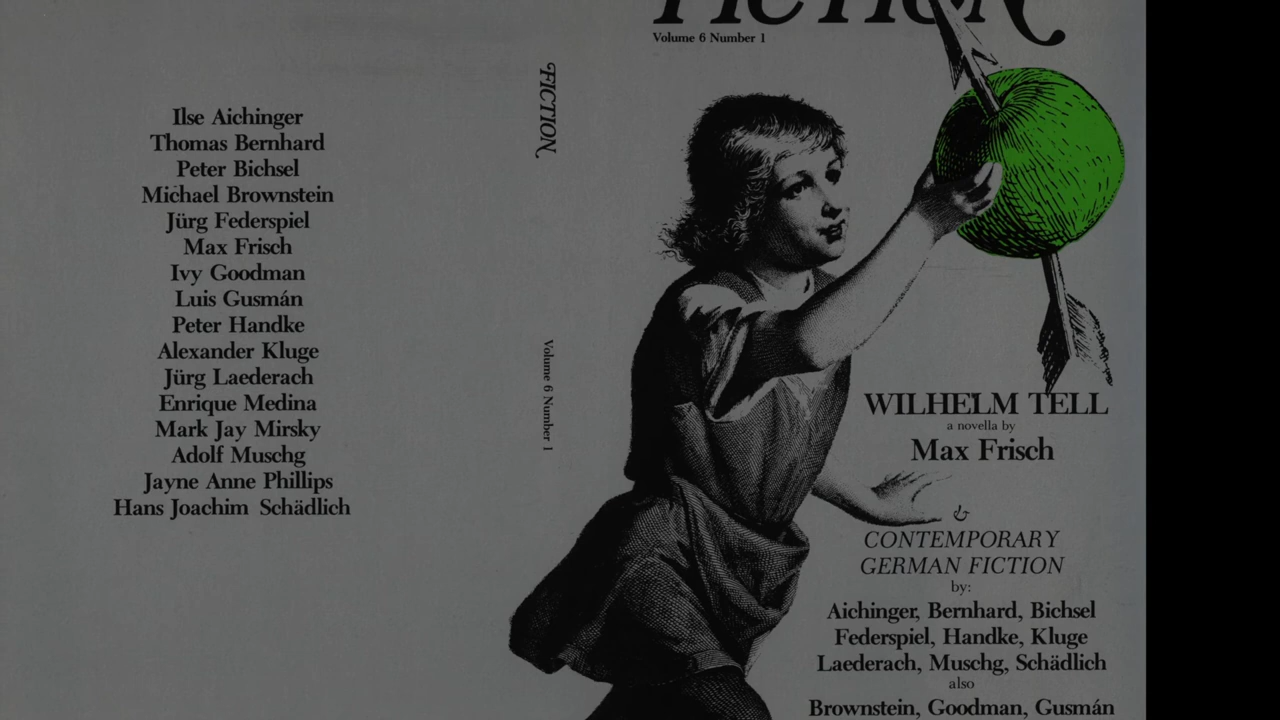 Ilse Aichinger
Thomas Bernhard
Peter Bichsel
Michael Brownstein
Jürg Federspiel
Max Frisch
Ivy Goodman
Luis Gusmán
Peter Handke
Alexander Kluge
Jürg Laederach
Enrique Medina
Mark Jay Mirsky
Adolf Muschg
Jayne Anne Phillips
Hans Joachim Schädlich
FICTION
Volume 6 Number 1
FICTION
Volume 6 Number 1
WILHELM TELL
a novella by
Max Frisch
&
CONTEMPORARY
GERMAN FICTION
by:
Aichinger, Bernhard, Bichsel
Federspiel, Handke, Kluge
Laederach, Muschg, Schädlich
also
Brownstein, Goodman, Gusmán